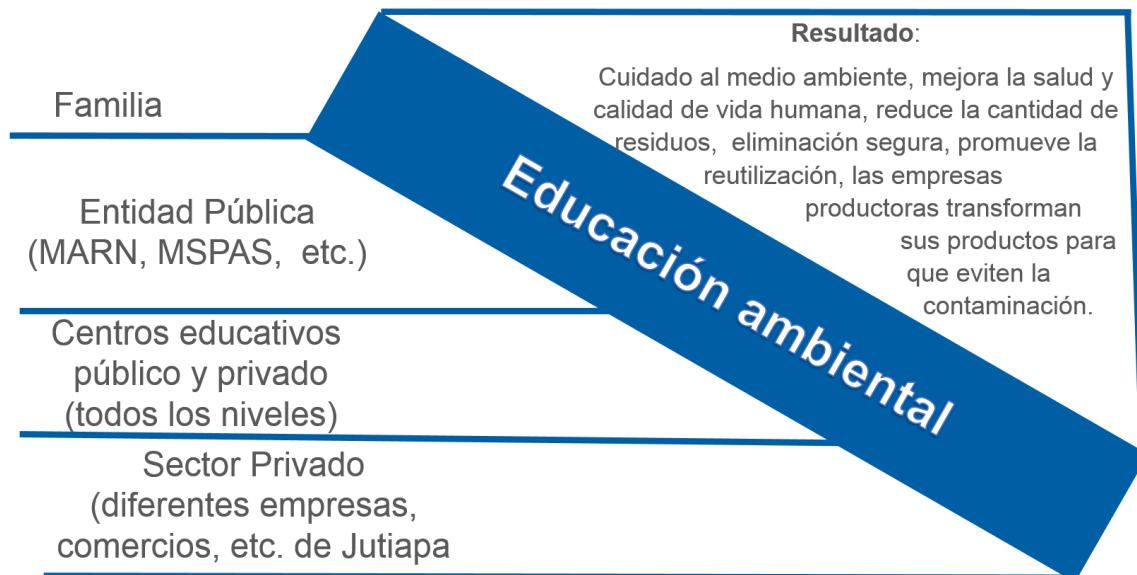 Familia
Entidad Pública
(MARN, MSPAS, etc.)
Centros educativos
público y privado
(todos los niveles)
Sector Privado
(diferentes empresas,
comercios, etc. de Jutiapa
Educación ambiental
Resultado:
Cuidado al medio ambiente, mejora la salud y
calidad de vida humana, reduce la cantidad de
residuos, eliminación segura, promueve la
reutilización, las empresas
productoras transforman
sus productos para
que eviten la
contaminación.